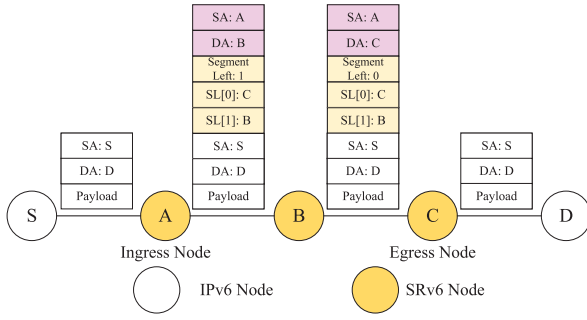 SA: A
DA: B
Segment
Left: 1
SL[0]: C
SL[1]: B
SA: S
DA: D
Payload
SA: A
DA: C
Segment
Left: 0
SL[0]: C
SL[1]: B
SA: S
DA: D
Payload
SA: S
DA: D
Payload
SA: S
DA: D
Payload
S
A
B
C
D
Ingress Node
Egress Node
IPv6 Node
SRv6 Node